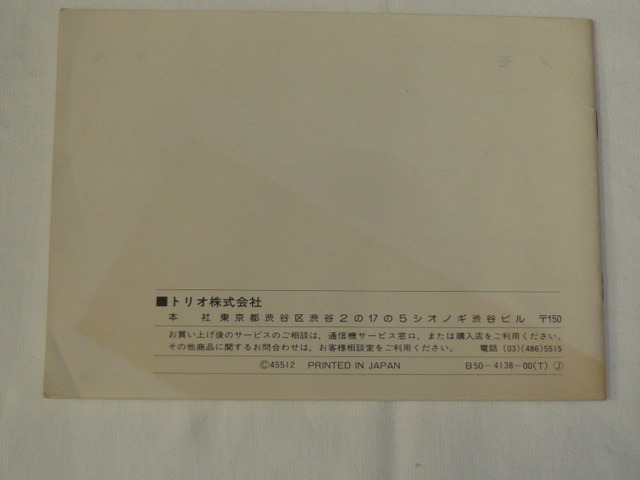 ■トリオ株式会社
本 社 東京都渋谷区渋谷2の17の5シオノギ渋谷ビル 〒150
お買い上げ後のサービスのご相談は、通信機サービス窓口、または購入店をご利用ください。
その他商品に関するお問合わせは、お客様相談室をご利用ください。 電話 (03)(486)5515
©45512 PRINTED IN JAPAN B50-4138-00(T) Ⓙ